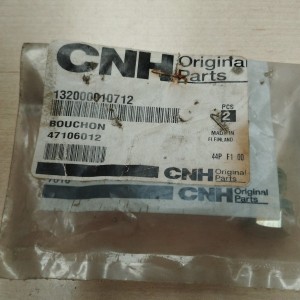 CNH Original
Parts
132000010712
PCS
2
BOUCHON
MADE IN
47106012
44P F1 00
CNH Original
Parts